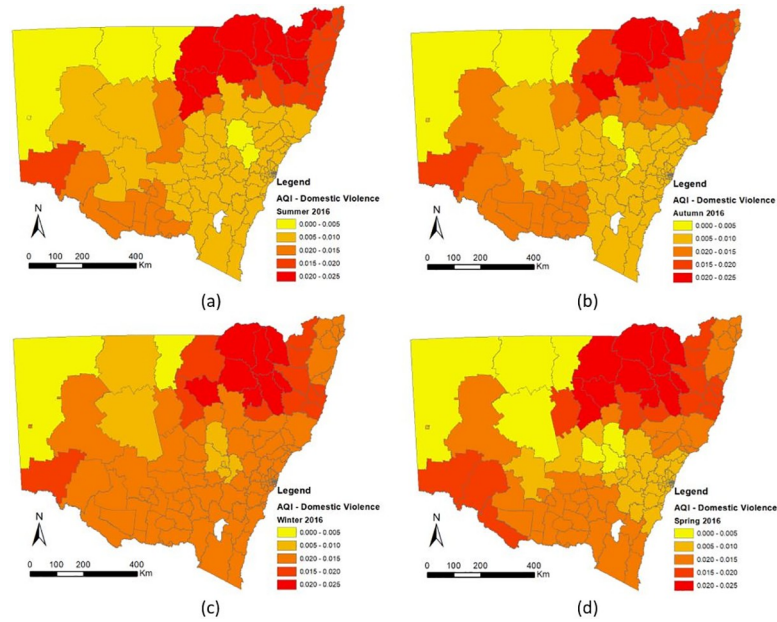 Legend
AQI - Domestic Violence
Summer 2016
0.000 - 0.005
0.005 - 0.010
0.020 - 0.015
0.015 - 0.020
0.020 - 0.025
N
0 100 200 400
Km
(a)
Legend
AQI - Domestic Violence
Autumn 2016
0.000 - 0.005
0.005 - 0.010
0.020 - 0.015
0.015 - 0.020
0.020 - 0.025
N
0 100 200 400
Km
(b)
Legend
AQI - Domestic Violence
Winter 2016
0.000 - 0.005
0.005 - 0.010
0.020 - 0.015
0.015 - 0.020
0.020 - 0.025
N
0 100 200 400
Km
(c)
Legend
AQI - Domestic Violence
Spring 2016
0.000 - 0.005
0.005 - 0.010
0.020 - 0.015
0.015 - 0.020
0.020 - 0.025
N
0 100 200 400
Km
(d)